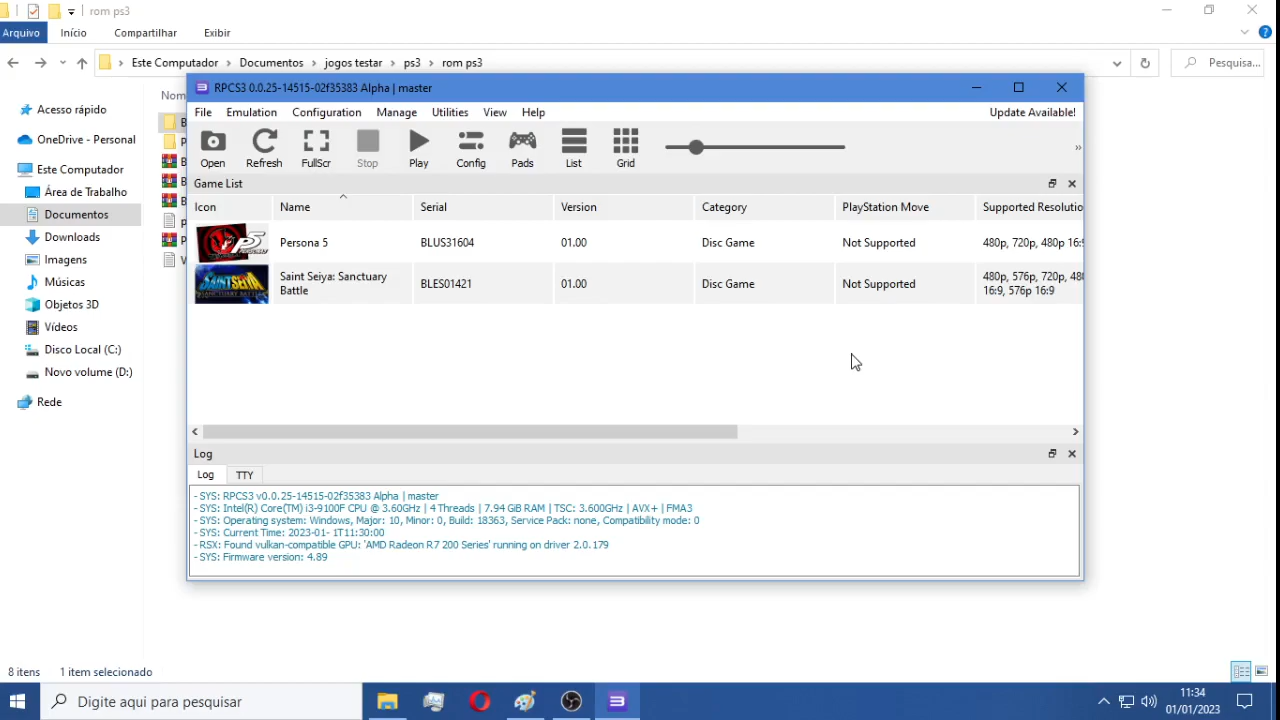 rom ps3
Arquivo Início Compartilhar Exibir
Este Computador Documentos jogos testar ps3 rom ps3 Pesquisa...
Acesso rápido
OneDrive - Personal
Este Computador
Área de Trabalho
Documentos
Downloads
Imagens
Músicas
Objetos 3D
Vídeos
Disco Local (C:)
Novo volume (D:)
Rede
Nom
RPCS3 0.0.25-14515-02f35383 Alpha | master
File Emulation Configuration Manage Utilities View Help Update Available!
Open Refresh FullScr Stop Play Config Pads List Grid »
Game List
Icon Name Serial Version Category PlayStation Move Supported Resolutio
Persona 5 BLUS31604 01.00 Disc Game Not Supported 480p, 720p, 480p 16:9
Saint Seiya: Sanctuary Battle BLES01421 01.00 Disc Game Not Supported 480p, 576p, 720p, 480
16:9, 576p 16:9
Log
Log TTY
- SYS: RPCS3 v0.0.25-14515-02f35383 Alpha | master
- SYS: Intel(R) Core(TM) i3-9100F CPU @ 3.60GHz | 4 Threads | 7.94 GiB RAM | TSC: 3.600GHz | AVX+ | FMA3
- SYS: Operating system: Windows, Major: 10, Minor: 0, Build: 18363, Service Pack: none, Compatibility mode: 0
- SYS: Current Time: 2023-01- 1T11:30:00
- RSX: Found vulkan-compatible GPU: 'AMD Radeon R7 200 Series' running on driver 2.0.179
- SYS: Firmware version: 4.89
8 itens 1 item selecionado
Digite aqui para pesquisar
11:34
01/01/2023